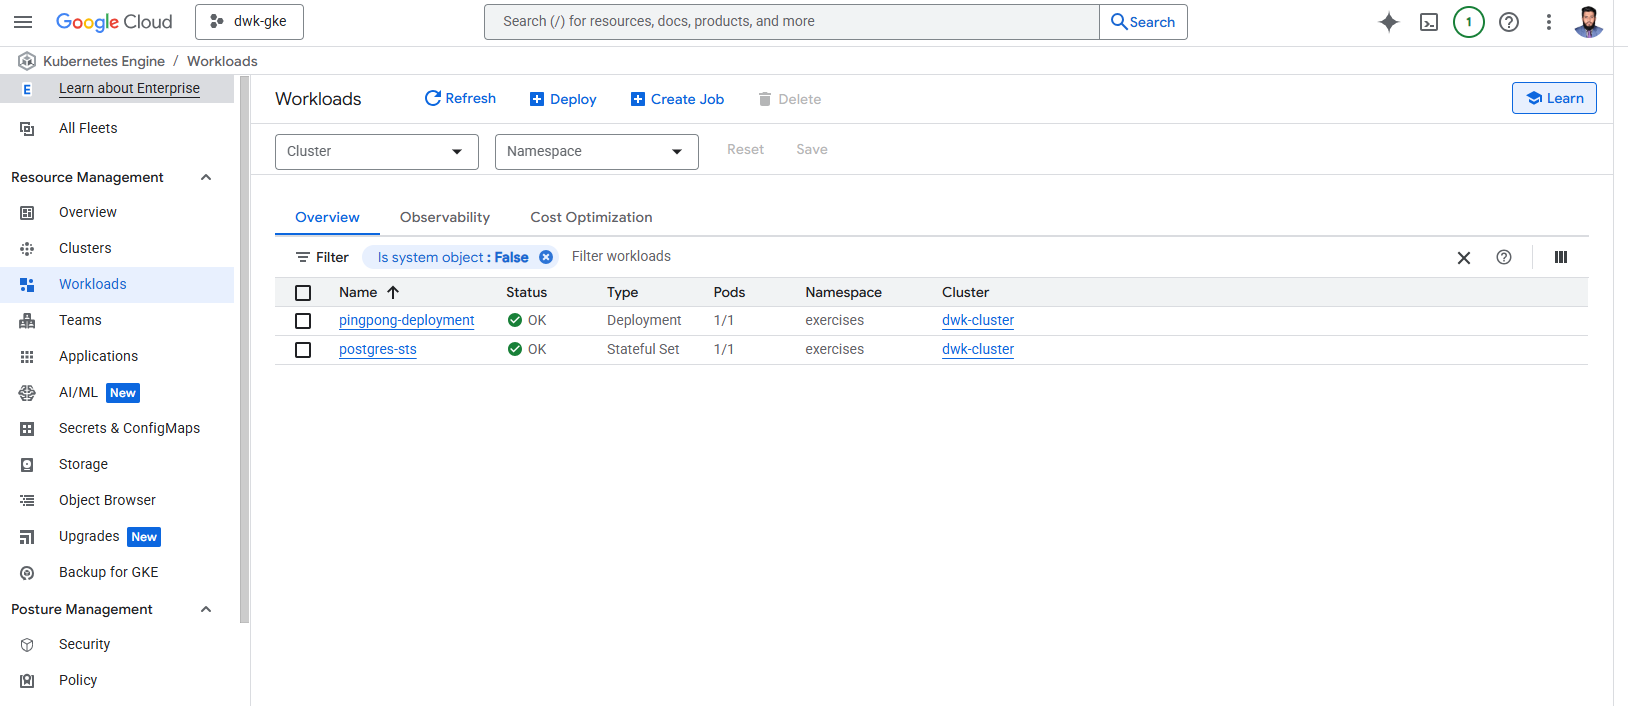 Google Cloud
dwk-gke
Search (/) for resources, docs, products, and more
Search
1
Kubernetes Engine / Workloads
E Learn about Enterprise
All Fleets
Resource Management
Overview
Clusters
Workloads
Teams
Applications
AI/ML New
Secrets & ConfigMaps
Storage
Object Browser
Upgrades New
Backup for GKE
Posture Management
Security
Policy
Workloads
Refresh
Deploy
Create Job
Delete
Learn
Cluster
Namespace
Reset
Save
Overview
Observability
Cost Optimization
Filter
Is system object : False
Filter workloads
Name Status Type Pods Namespace Cluster
pingpong-deployment OK Deployment 1/1 exercises dwk-cluster
postgres-sts OK Stateful Set 1/1 exercises dwk-cluster